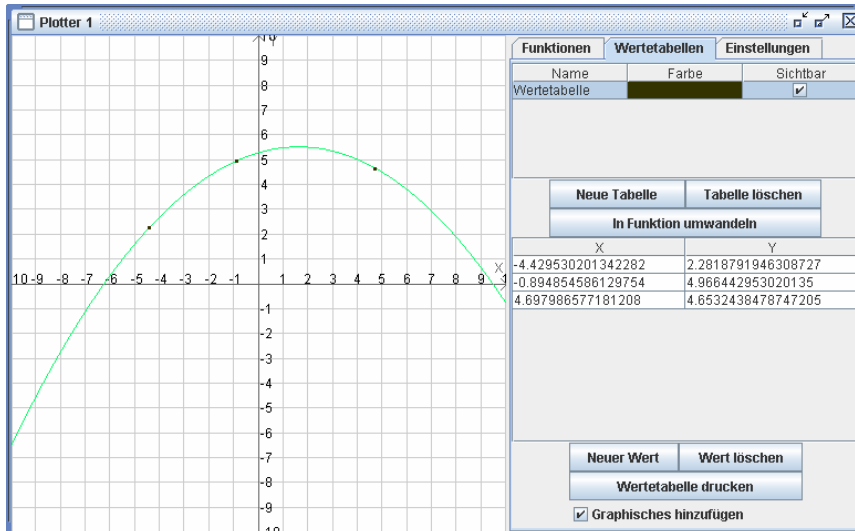 Plotter 1
Funktionen Wertetabellen Einstellungen
Name Farbe Sichtbar
Wertetabelle
Neue Tabelle Tabelle löschen
In Funktion umwandeln
X Y
-4.429530201342282 2.2818791946308727
-0.894854586129754 4.966442953020135
4.697986577181208 4.6532438478747205
Neuer Wert Wert löschen
Wertetabelle drucken
Graphisches hinzufügen
10
Y
9
8
7
6
5
4
3
2
1
X
10 -9 -8 -7 -6 -5 -4 -3 -2 -1 1 2 3 4 5 6 7 8 9 1
-1
-2
-3
-4
-5
-6
-7
-8
-9
-10